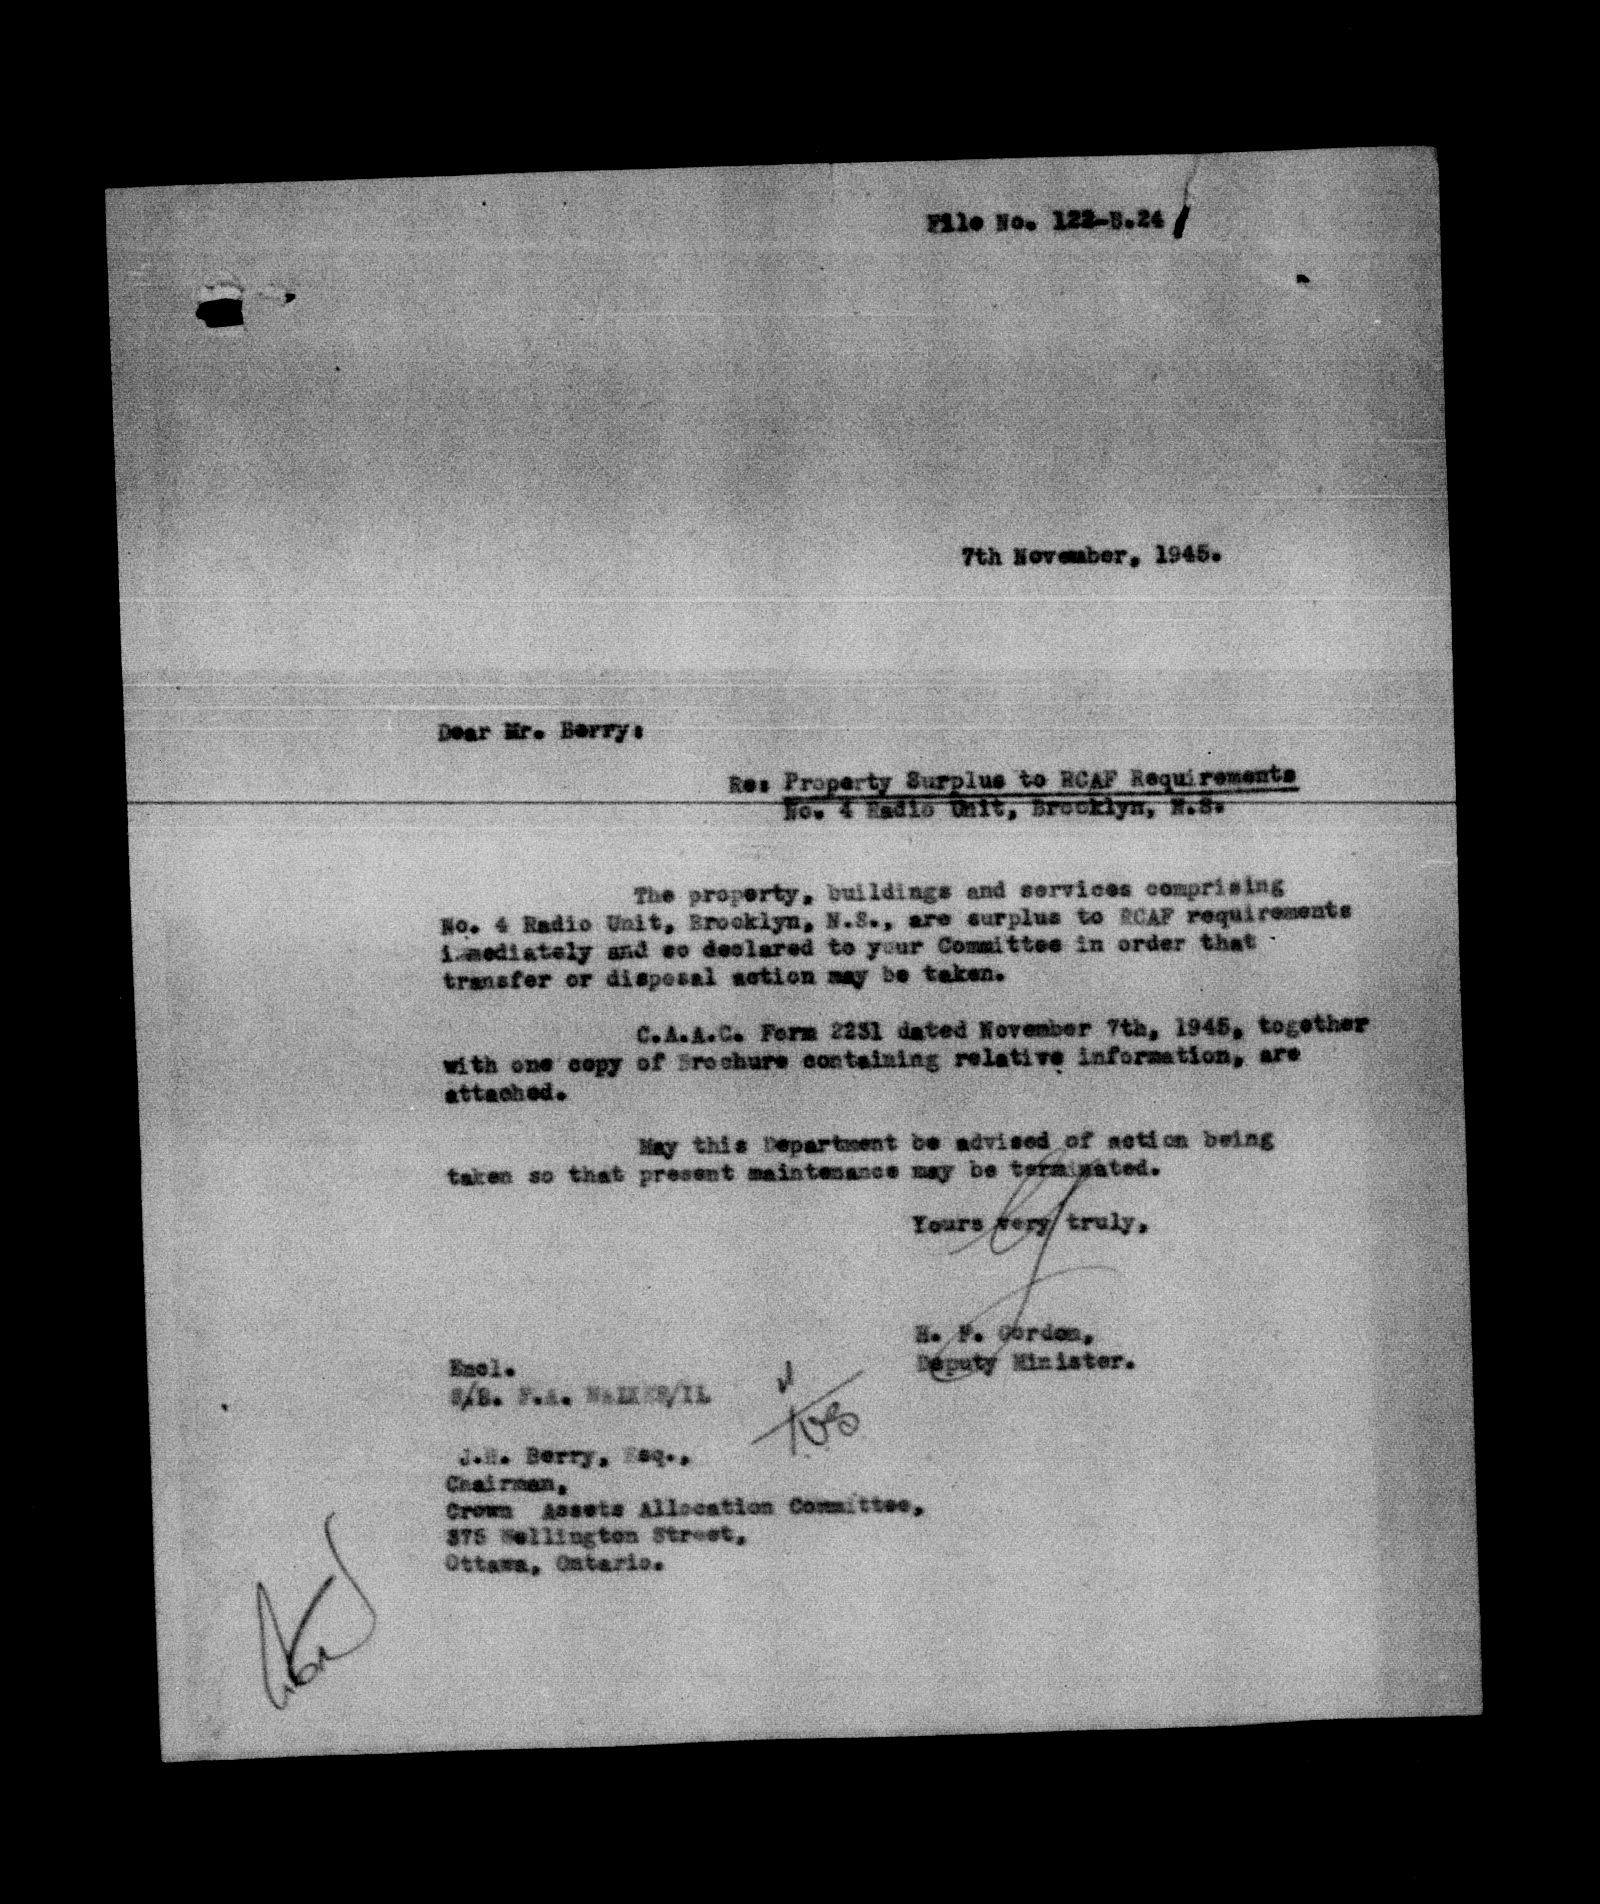 File No. 122-B.24
7th November, 1945.
Dear Mr. Berry:
Re: Property Surplus to RCAF Requirements
No. 4 Radio Unit, Brooklyn, N.S.
The property, buildings and services comprising
No. 4 Radio Unit, Brooklyn, N.S., are surplus to RCAF requirements
immediately and so declared to your Committee in order that
transfer or disposal action may be taken.
C.A.A.C. Form 2231 dated November 7th, 1945, together
with one copy of Brochure containing relative information, are
attached.
May this Department be advised of action being
taken so that present maintenance may be terminated.
Yours very truly,
H. F. Gordon,
Deputy Minister.
Encl.
S/L. F.A. WALKER/IL
J.H. Berry, Esq.,
Chairman,
Crown Assets Allocation Committee,
375 Wellington Street,
Ottawa, Ontario.